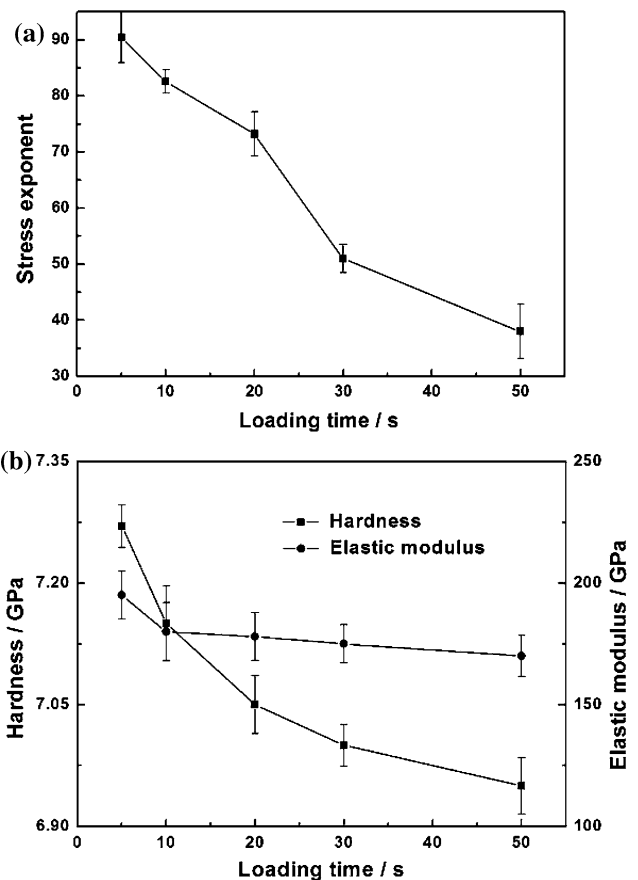 (a)
90
80
70
60
50
40
30
Stress exponent
0 10 20 30 40 50
Loading time / s
(b)
7.35
7.20
7.05
6.90
Hardness / GPa
Hardness
Elastic modulus
250
200
150
100
Elastic modulus / GPa
0 10 20 30 40 50
Loading time / s